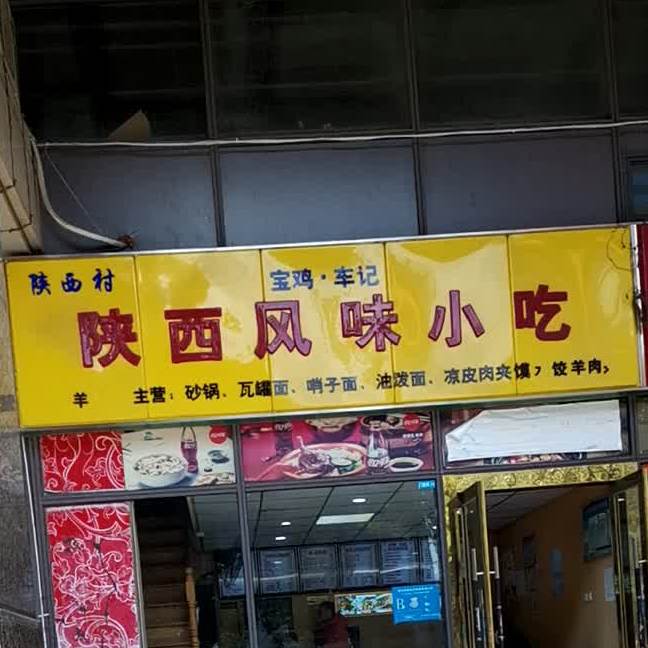 陕西村
宝鸡·车记
陕西风味小吃
羊 主营：砂锅、瓦罐面、哨子面、油泼面、凉皮肉夹馍, 饺羊肉,